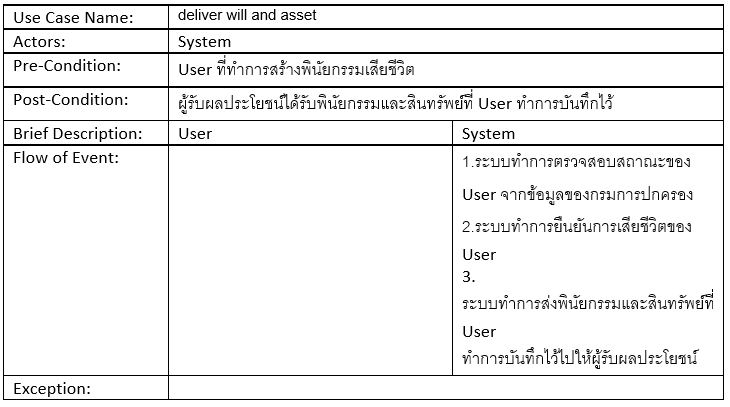 Use Case Name: deliver will and asset
Actors: System
Pre-Condition: User ที่ทำการสร้างพินัยกรรมเสียชีวิต
Post-Condition: ผู้รับผลประโยชน์ได้รับพินัยกรรมและสินทรัพย์ที่ User ทำการบันทึกไว้
Brief Description: User System
Flow of Event: 1.ระบบทำการตรวจสอบสถาณะของ
User จากข้อมูลของกรมการปกครอง
2.ระบบทำการยืนยันการเสียชีวิตของ
User
3.
ระบบทำการส่งพินัยกรรมและสินทรัพย์ที่
User
ทำการบันทึกไว้ไปให้ผู้รับผลประโยชน์
Exception: